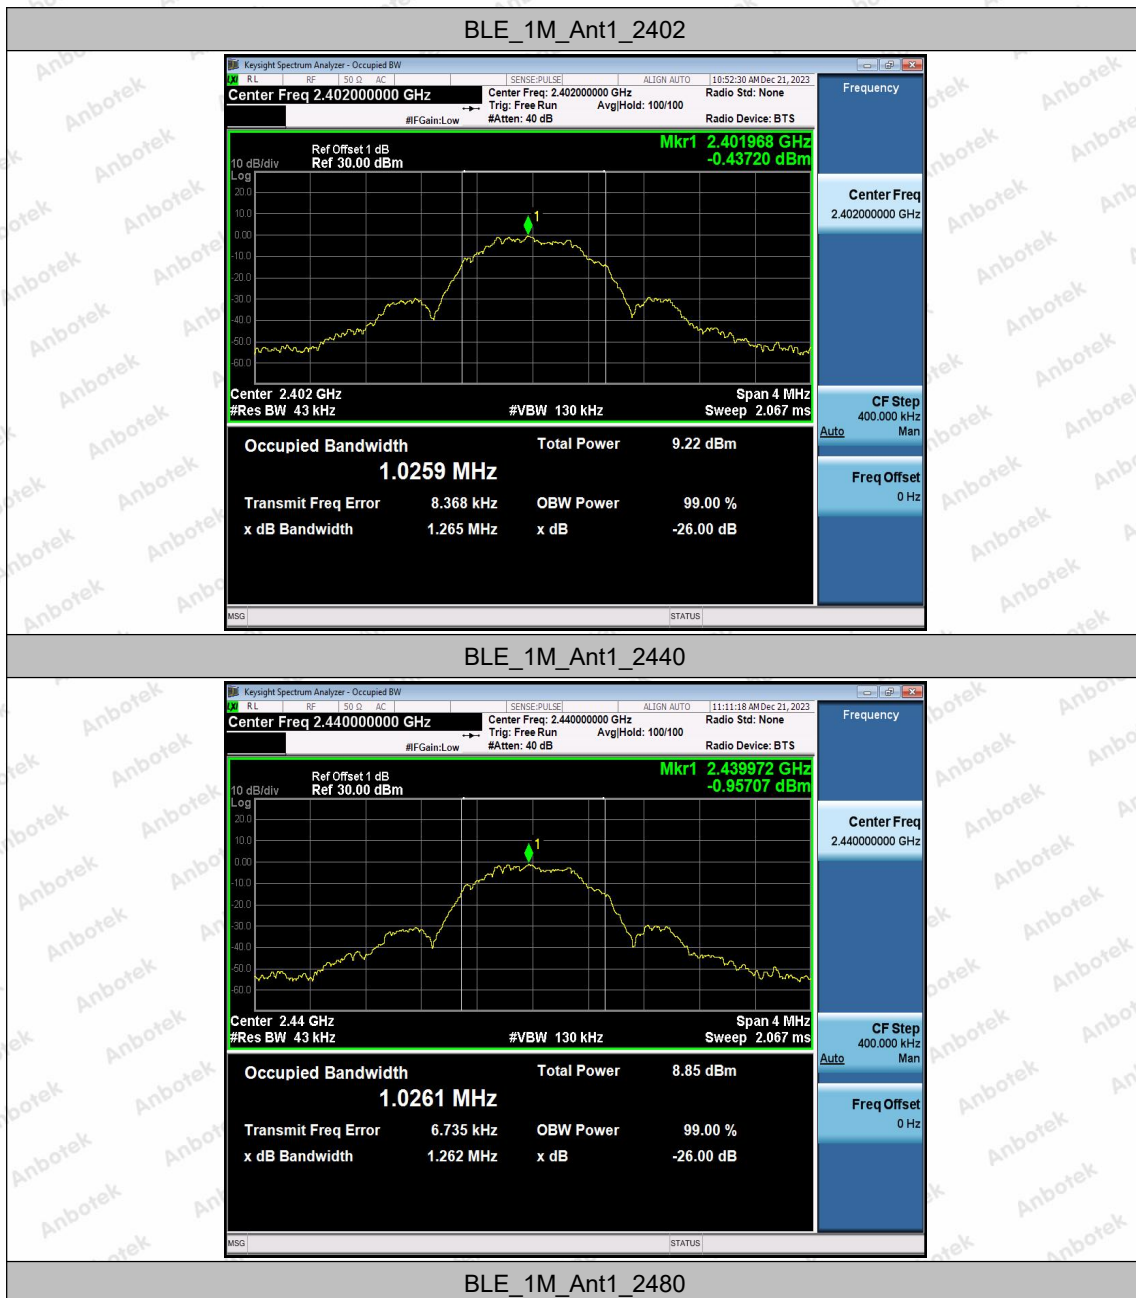 BLE_1M_Ant1_2402
Keysight Spectrum Analyzer - Occupied BW
LXI RL RF 50 Ω AC SENSE:PULSE ALIGN AUTO 10:52:30 AM Dec 21, 2023
Center Freq 2.402000000 GHz Center Freq: 2.402000000 GHz Radio Std: None Frequency
Trig: Free Run Avg|Hold: 100/100
#IFGain:Low #Atten: 40 dB Radio Device: BTS
Ref Offset 1 dB Mkr1 2.401968 GHz
10 dB/div Ref 30.00 dBm -0.43720 dBm
Log
20.0
10.0
0.00
-10.0
-20.0
-30.0
-40.0
-50.0
-60.0
1
Center Freq
2.402000000 GHz
Center 2.402 GHz Span 4 MHz
#Res BW 43 kHz #VBW 130 kHz Sweep 2.067 ms
CF Step
400.000 kHz
Auto Man
Occupied Bandwidth Total Power 9.22 dBm
1.0259 MHz
Freq Offset
0 Hz
Transmit Freq Error 8.368 kHz OBW Power 99.00 %
x dB Bandwidth 1.265 MHz x dB -26.00 dB
MSG STATUS
BLE_1M_Ant1_2440
Keysight Spectrum Analyzer - Occupied BW
LXI RL RF 50 Ω AC SENSE:PULSE ALIGN AUTO 11:11:18 AM Dec 21, 2023
Center Freq 2.440000000 GHz Center Freq: 2.440000000 GHz Radio Std: None Frequency
Trig: Free Run Avg|Hold: 100/100
#IFGain:Low #Atten: 40 dB Radio Device: BTS
Ref Offset 1 dB Mkr1 2.439972 GHz
10 dB/div Ref 30.00 dBm -0.95707 dBm
Log
20.0
10.0
0.00
-10.0
-20.0
-30.0
-40.0
-50.0
-60.0
1
Center Freq
2.440000000 GHz
Center 2.44 GHz Span 4 MHz
#Res BW 43 kHz #VBW 130 kHz Sweep 2.067 ms
CF Step
400.000 kHz
Auto Man
Occupied Bandwidth Total Power 8.85 dBm
1.0261 MHz
Freq Offset
0 Hz
Transmit Freq Error 6.735 kHz OBW Power 99.00 %
x dB Bandwidth 1.262 MHz x dB -26.00 dB
MSG STATUS
BLE_1M_Ant1_2480
Anbotek